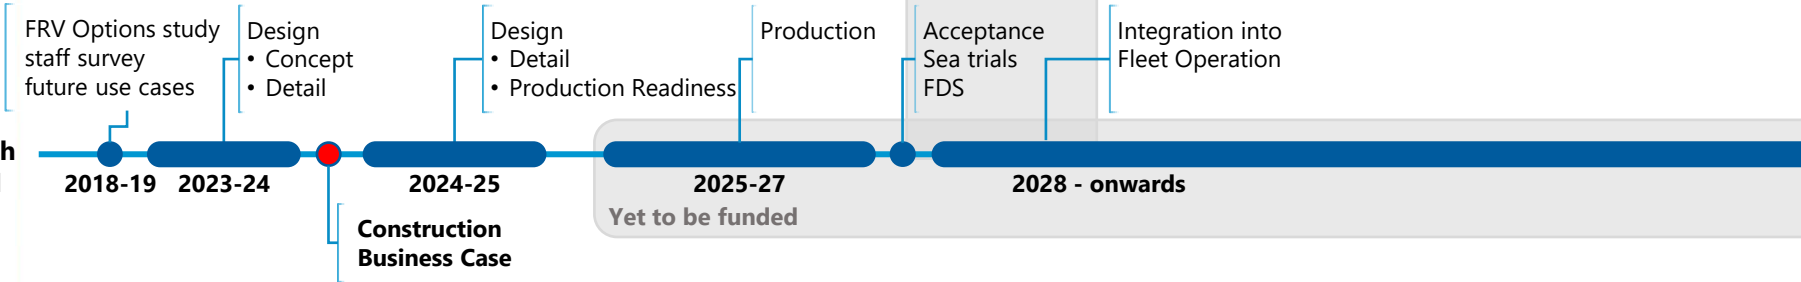 FRV Options study
staff survey
future use cases
Design
• Concept
• Detail
Design
• Detail
• Production Readiness
Production
Acceptance
Sea trials
FDS
Integration into
Fleet Operation
h
2018-19
2023-24
2024-25
2025-27
2028 - onwards
Yet to be funded
Construction
Business Case